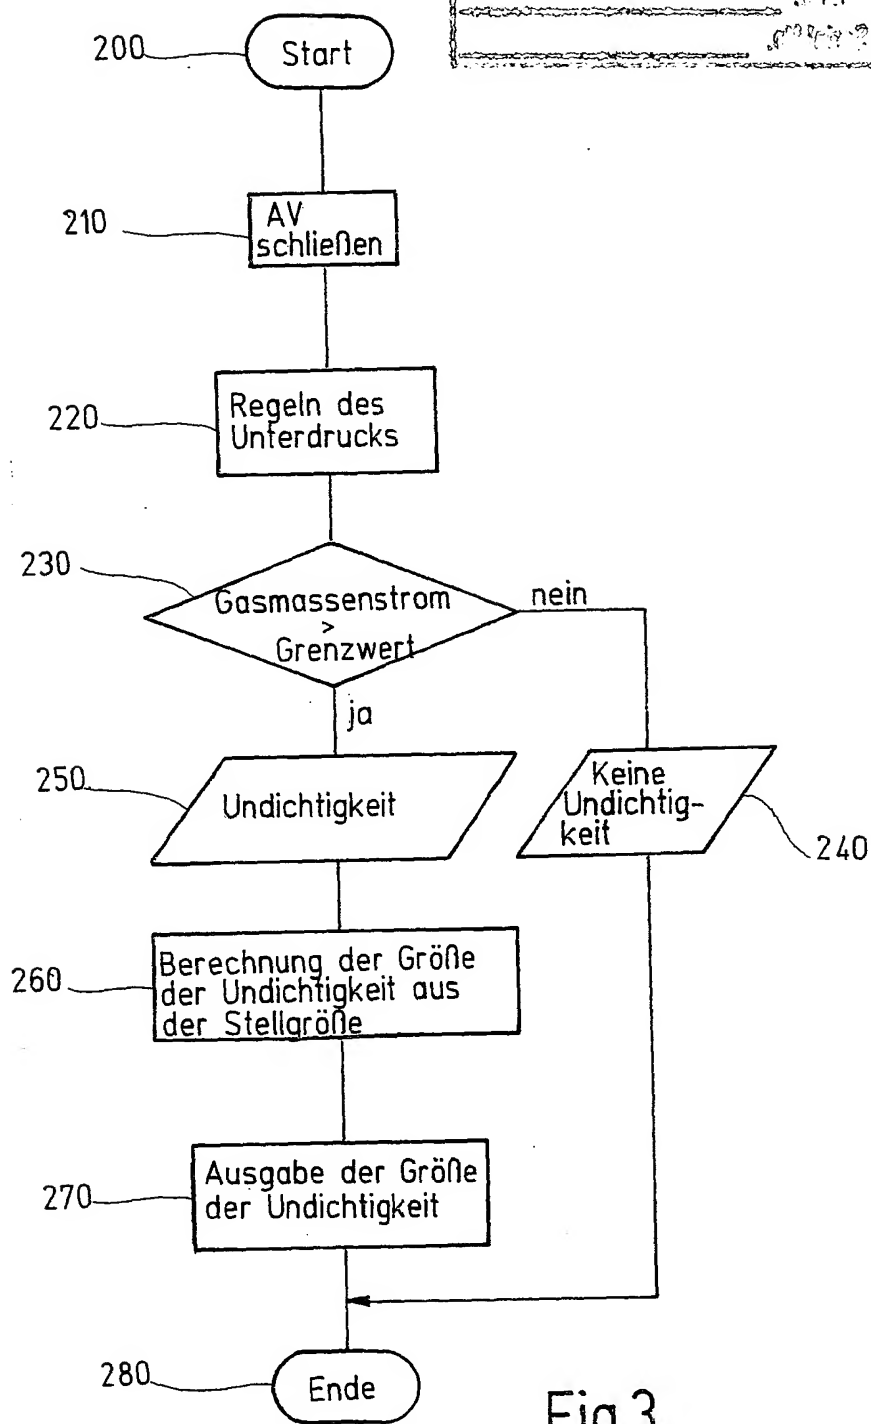 200
Start
210
AV
schließen
220
Regeln des
Unterdrucks
230
Gasmassenstrom
>
Grenzwert
nein
ja
250
Undichtigkeit
Keine
Undichtig-
keit
240
260
Berechnung der Größe
der Undichtigkeit aus
der Stellgröße
270
Ausgabe der Größe
der Undichtigkeit
280
Ende
Fig.3